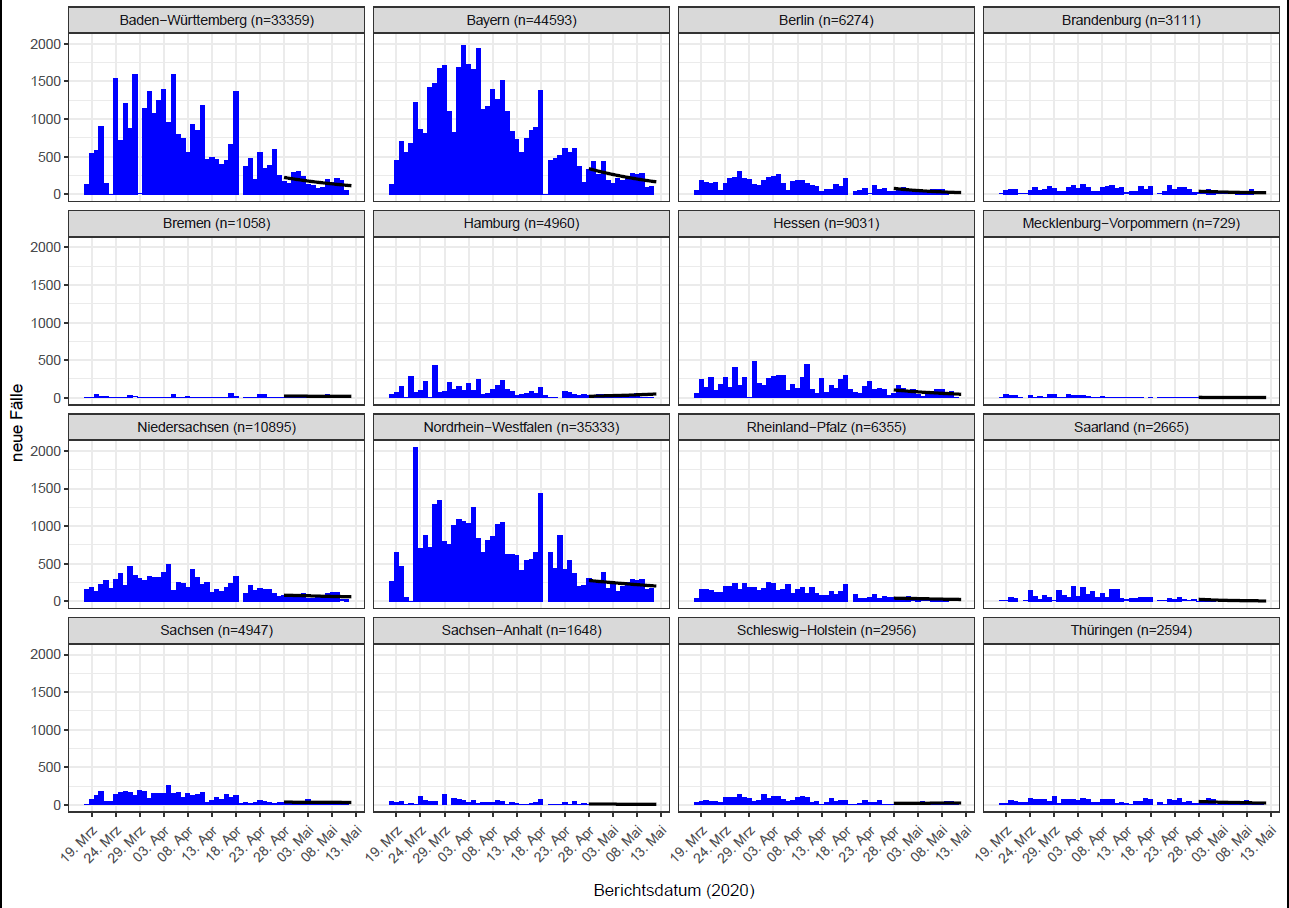 Baden−Württemberg (n=33359)
Bayern (n=44593)
Berlin (n=6274)
Brandenburg (n=3111)
2000
1500
1000
500
0
Bremen (n=1058)
Hamburg (n=4960)
Hessen (n=9031)
Mecklenburg−Vorpommern (n=729)
2000
1500
1000
500
0
neue Fälle
Niedersachsen (n=10895)
Nordrhein−Westfalen (n=35333)
Rheinland−Pfalz (n=6355)
Saarland (n=2665)
2000
1500
1000
500
0
Sachsen (n=4947)
Sachsen−Anhalt (n=1648)
Schleswig−Holstein (n=2956)
Thüringen (n=2594)
2000
1500
1000
500
0
19. Mrz
24. Mrz
29. Mrz
03. Apr
08. Apr
13. Apr
18. Apr
23. Apr
28. Apr
03. Mai
08. Mai
13. Mai
19. Mrz
24. Mrz
29. Mrz
03. Apr
08. Apr
13. Apr
18. Apr
23. Apr
28. Apr
03. Mai
08. Mai
13. Mai
19. Mrz
24. Mrz
29. Mrz
03. Apr
08. Apr
13. Apr
18. Apr
23. Apr
28. Apr
03. Mai
08. Mai
13. Mai
19. Mrz
24. Mrz
29. Mrz
03. Apr
08. Apr
13. Apr
18. Apr
23. Apr
28. Apr
03. Mai
08. Mai
13. Mai
Berichtsdatum (2020)